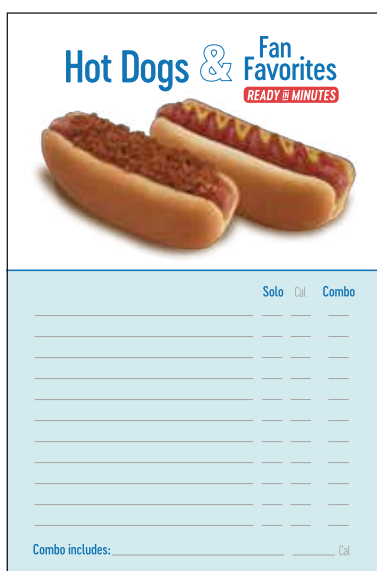 Hot Dogs & Fan Favorites
READY IN MINUTES
Solo Cal Combo
Combo includes: Cal